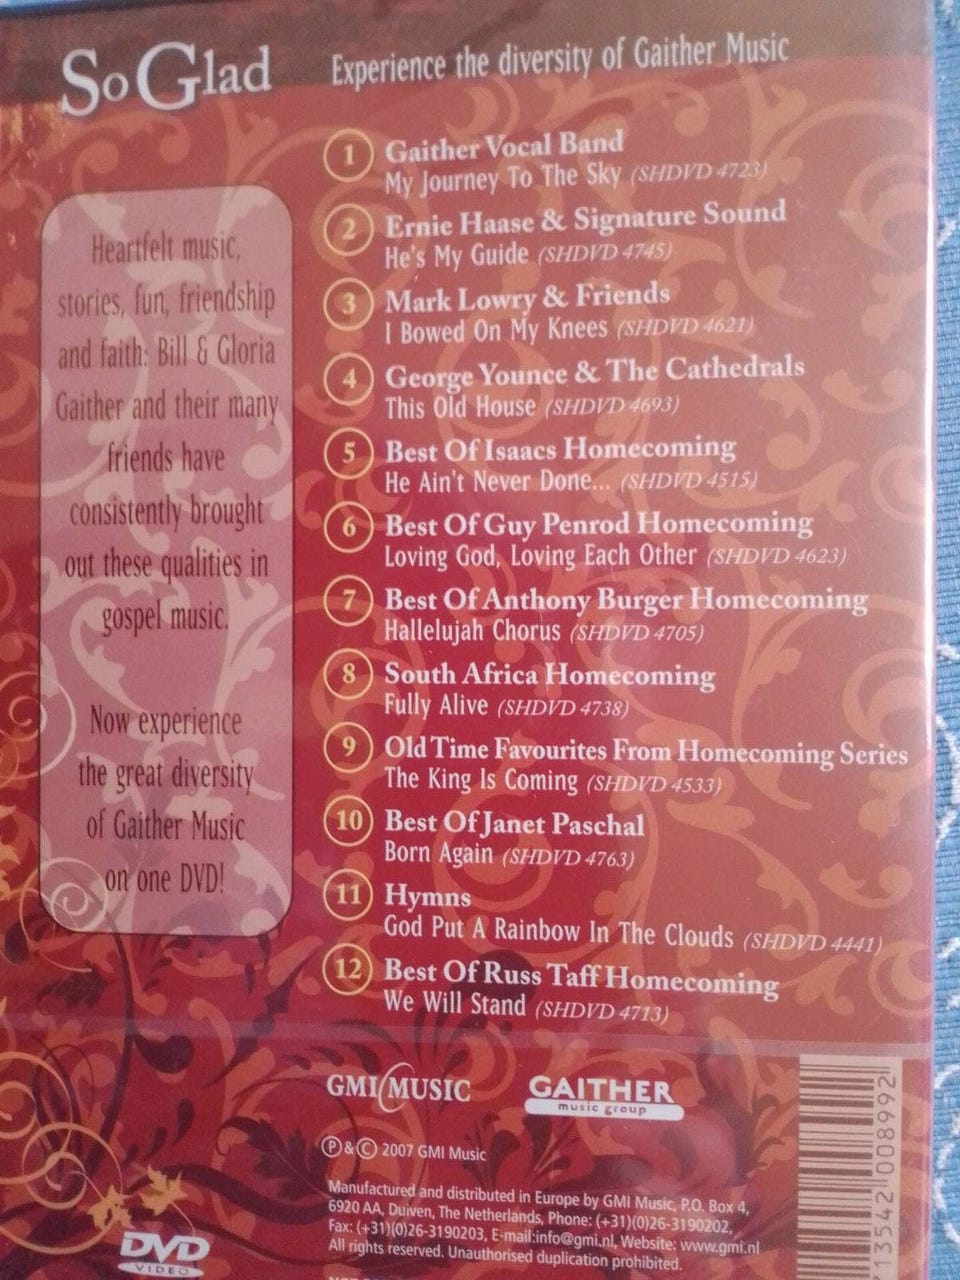 So Glad
Experience the diversity of Gaither Music
Heartfelt music,
stories, fun, friendship
and faith: Bill & Gloria
Gaither and their many
friends have
consistently brought
out these qualities in
gospel music.
Now experience
the great diversity
of Gaither Music
on one DVD!
1 Gaither Vocal Band
My Journey To The Sky (SHDVD 4723)
2 Ernie Haase & Signature Sound
He's My Guide (SHDVD 4745)
3 Mark Lowry & Friends
I Bowed On My Knees (SHDVD 4621)
4 George Younce & The Cathedrals
This Old House (SHDVD 4693)
5 Best Of Isaacs Homecoming
He Ain't Never Done... (SHDVD 4515)
6 Best Of Guy Penrod Homecoming
Loving God, Loving Each Other (SHDVD 4623)
7 Best Of Anthony Burger Homecoming
Hallelujah Chorus (SHDVD 4705)
8 South Africa Homecoming
Fully Alive (SHDVD 4738)
9 Old Time Favourites From Homecoming Series
The King Is Coming (SHDVD 4533)
10 Best Of Janet Paschal
Born Again (SHDVD 4763)
11 Hymns
God Put A Rainbow In The Clouds (SHDVD 4441)
12 Best Of Russ Taff Homecoming
We Will Stand (SHDVD 4713)
GMI MUSIC
GAITHER
music group
℗ & © 2007 GMI Music
Manufactured and distributed in Europe by GMI Music, P.O. Box 4,
6920 AA, Duiven, The Netherlands, Phone: (+31)(0)26-3190202,
Fax: (+31)(0)26-3190203, E-mail:info@gmi.nl, Website: www.gmi.nl
All rights reserved. Unauthorised duplication prohibited.
DVD
VIDEO
13542 008992